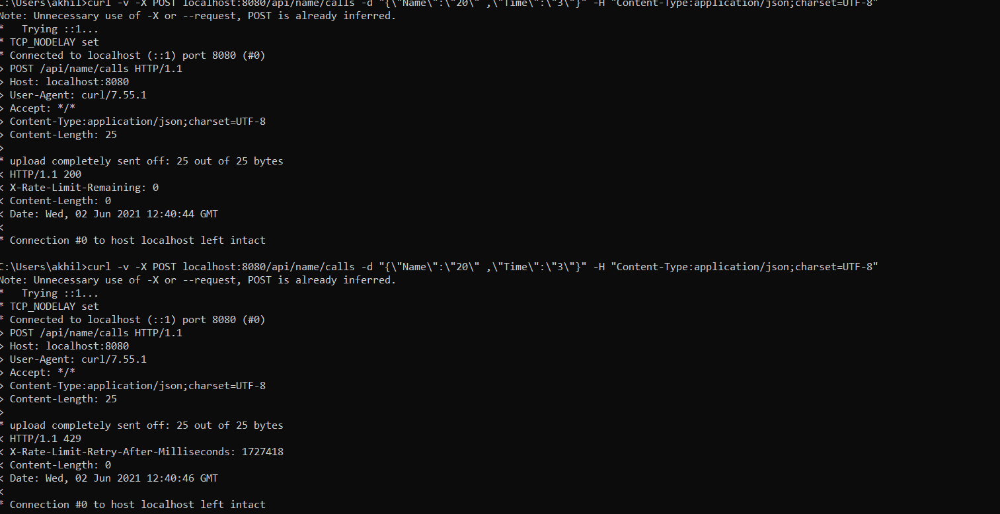 C:\Users\akhil>curl -v -X POST localhost:8080/api/name/calls -d "{\"Name\":\"20\" ,\"Time\":\"3\"}" -H "Content-Type:application/json;charset=UTF-8"
Note: Unnecessary use of -X or --request, POST is already inferred.
*   Trying ::1...
* TCP_NODELAY set
* Connected to localhost (::1) port 8080 (#0)
> POST /api/name/calls HTTP/1.1
> Host: localhost:8080
> User-Agent: curl/7.55.1
> Accept: */*
> Content-Type:application/json;charset=UTF-8
> Content-Length: 25
>
* upload completely sent off: 25 out of 25 bytes
< HTTP/1.1 200
< X-Rate-Limit-Remaining: 0
< Content-Length: 0
< Date: Wed, 02 Jun 2021 12:40:44 GMT
<
* Connection #0 to host localhost left intact
C:\Users\akhil>curl -v -X POST localhost:8080/api/name/calls -d "{\"Name\":\"20\" ,\"Time\":\"3\"}" -H "Content-Type:application/json;charset=UTF-8"
Note: Unnecessary use of -X or --request, POST is already inferred.
*   Trying ::1...
* TCP_NODELAY set
* Connected to localhost (::1) port 8080 (#0)
> POST /api/name/calls HTTP/1.1
> Host: localhost:8080
> User-Agent: curl/7.55.1
> Accept: */*
> Content-Type:application/json;charset=UTF-8
> Content-Length: 25
>
* upload completely sent off: 25 out of 25 bytes
< HTTP/1.1 429
< X-Rate-Limit-Retry-After-Milliseconds: 1727418
< Content-Length: 0
< Date: Wed, 02 Jun 2021 12:40:46 GMT
<
* Connection #0 to host localhost left intact